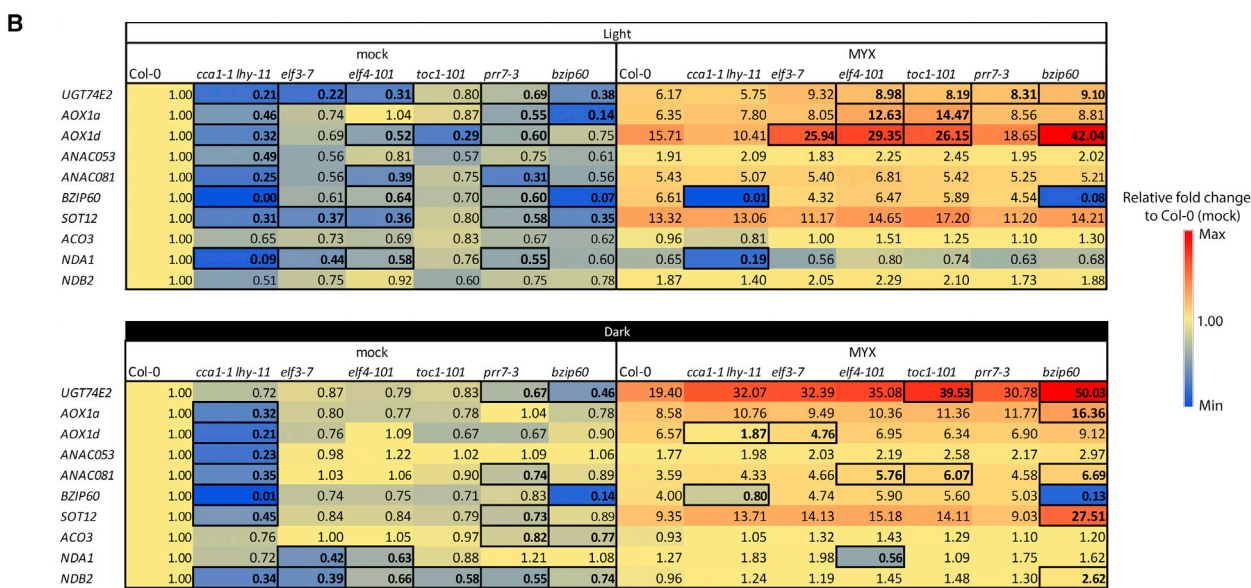 B
Light
mock MYX
Col-0 cca1-1 lhy-11 elf3-7 elf4-101 toc1-101 prr7-3 bzip60 Col-0 cca1-1 lhy-11 elf3-7 elf4-101 toc1-101 prr7-3 bzip60
UGT74E2 1.00 0.21 0.22 0.31 0.80 0.69 0.38 6.17 5.75 9.32 8.98 8.19 8.31 9.10
AOX1a 1.00 0.46 0.74 1.04 0.87 0.55 0.14 6.35 7.80 8.05 12.63 14.47 8.56 8.81
AOX1d 1.00 0.32 0.69 0.52 0.29 0.60 0.75 15.71 10.41 25.94 29.35 26.15 18.65 42.04
ANAC053 1.00 0.49 0.56 0.81 0.57 0.75 0.61 1.91 2.09 1.83 2.25 2.45 1.95 2.02
ANAC081 1.00 0.25 0.56 0.39 0.75 0.31 0.56 5.43 5.07 5.40 6.81 5.42 5.25 5.21
BZIP60 1.00 0.00 0.61 0.64 0.70 0.60 0.07 6.61 0.01 4.32 6.47 5.89 4.54 0.08
SOT12 1.00 0.31 0.37 0.36 0.80 0.58 0.35 13.32 13.06 11.17 14.65 17.20 11.20 14.21
ACO3 1.00 0.65 0.73 0.69 0.83 0.67 0.62 0.96 0.81 1.00 1.51 1.25 1.10 1.30
NDA1 1.00 0.09 0.44 0.58 0.76 0.55 0.60 0.65 0.19 0.56 0.80 0.74 0.63 0.68
NDB2 1.00 0.51 0.75 0.92 0.60 0.75 0.78 1.87 1.40 2.05 2.29 2.10 1.73 1.88
Relative fold change
to Col-0 (mock)
Max
1.00
Min
Dark
mock MYX
Col-0 cca1-1 lhy-11 elf3-7 elf4-101 toc1-101 prr7-3 bzip60 Col-0 cca1-1 lhy-11 elf3-7 elf4-101 toc1-101 prr7-3 bzip60
UGT74E2 1.00 0.72 0.87 0.79 0.83 0.67 0.46 19.40 32.07 32.39 35.08 39.53 30.78 50.03
AOX1a 1.00 0.32 0.80 0.77 0.78 1.04 0.78 8.58 10.76 9.49 10.36 11.36 11.77 16.36
AOX1d 1.00 0.21 0.76 1.09 0.67 0.67 0.90 6.57 1.87 4.76 6.95 6.34 6.90 9.12
ANAC053 1.00 0.23 0.98 1.22 1.02 1.09 1.06 1.77 1.98 2.03 2.19 2.58 2.17 2.97
ANAC081 1.00 0.35 1.03 1.06 0.90 0.74 0.89 3.59 4.33 4.66 5.76 6.07 4.58 6.69
BZIP60 1.00 0.01 0.74 0.75 0.71 0.83 0.14 4.00 0.80 4.74 5.90 5.60 5.03 0.13
SOT12 1.00 0.45 0.84 0.84 0.79 0.73 0.89 9.35 13.71 14.13 15.18 14.11 9.03 27.51
ACO3 1.00 0.76 1.00 1.05 0.97 0.82 0.77 0.93 1.05 1.32 1.43 1.29 1.10 1.20
NDA1 1.00 0.72 0.42 0.63 0.88 1.21 1.08 1.27 1.83 1.98 0.56 1.09 1.75 1.62
NDB2 1.00 0.34 0.39 0.66 0.58 0.55 0.74 0.96 1.24 1.19 1.45 1.48 1.30 2.62